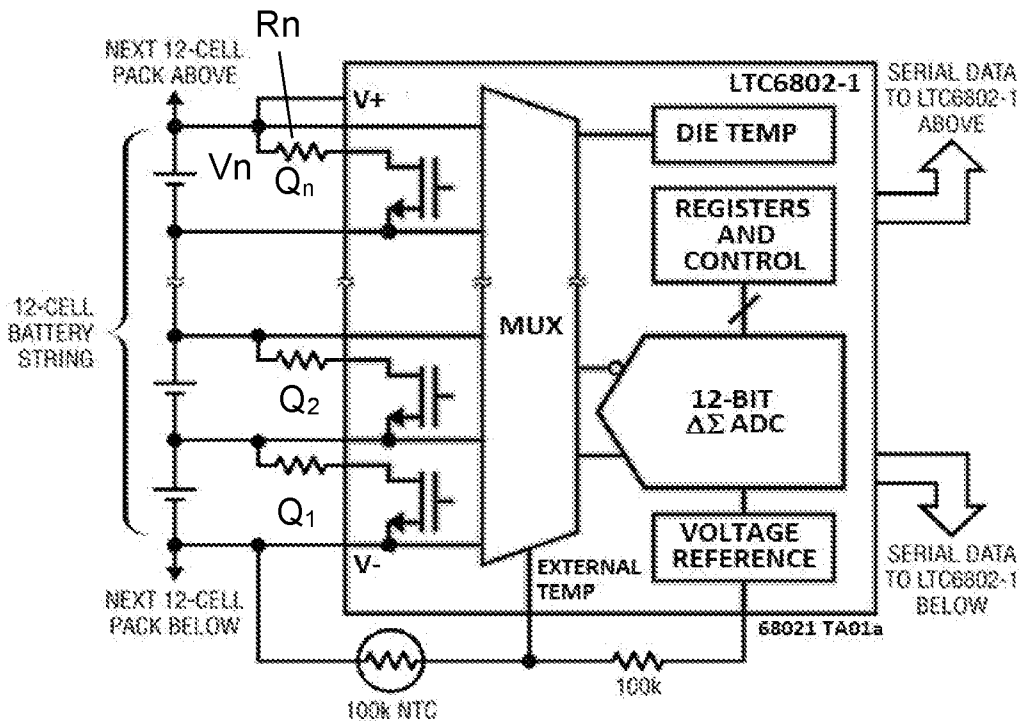 Rn
NEXT 12-CELL
PACK ABOVE
V+
LTC6802-1
SERIAL DATA
TO LTC6802-1
ABOVE
DIE TEMP
Vn
Qn
REGISTERS
AND
CONTROL
12-CELL
BATTERY
STRING
MUX
Q2
12-BIT
ΔΣ ADC
Q1
VOLTAGE
REFERENCE
V-
EXTERNAL
TEMP
SERIAL DATA
TO LTC6802-1
BELOW
NEXT 12-CELL
PACK BELOW
68021 TA01a
100k NTC
100k